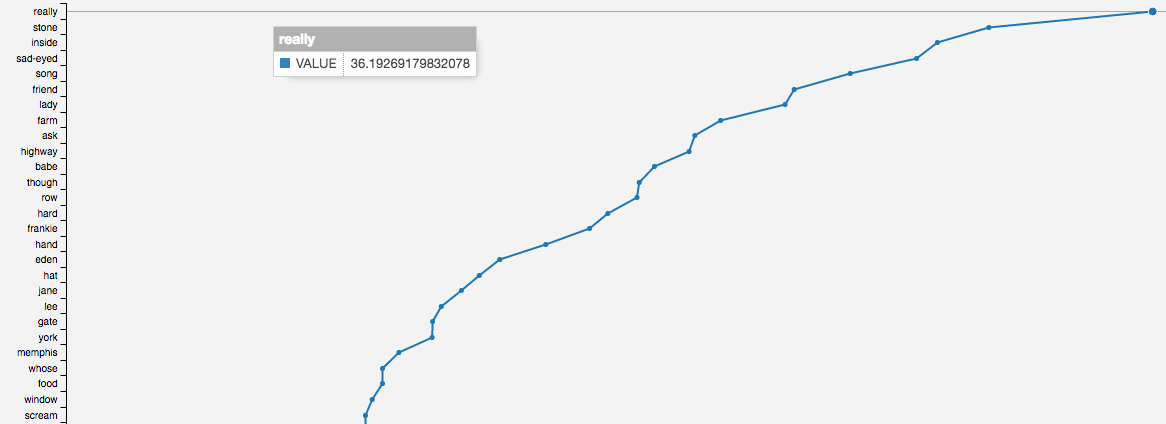 really
stone
inside
sad-eyed
song
friend
lady
farm
ask
highway
babe
though
row
hard
frankie
hand
eden
hat
jane
lee
gate
york
memphis
whose
food
window
scream
really
VALUE 36.19269179832078